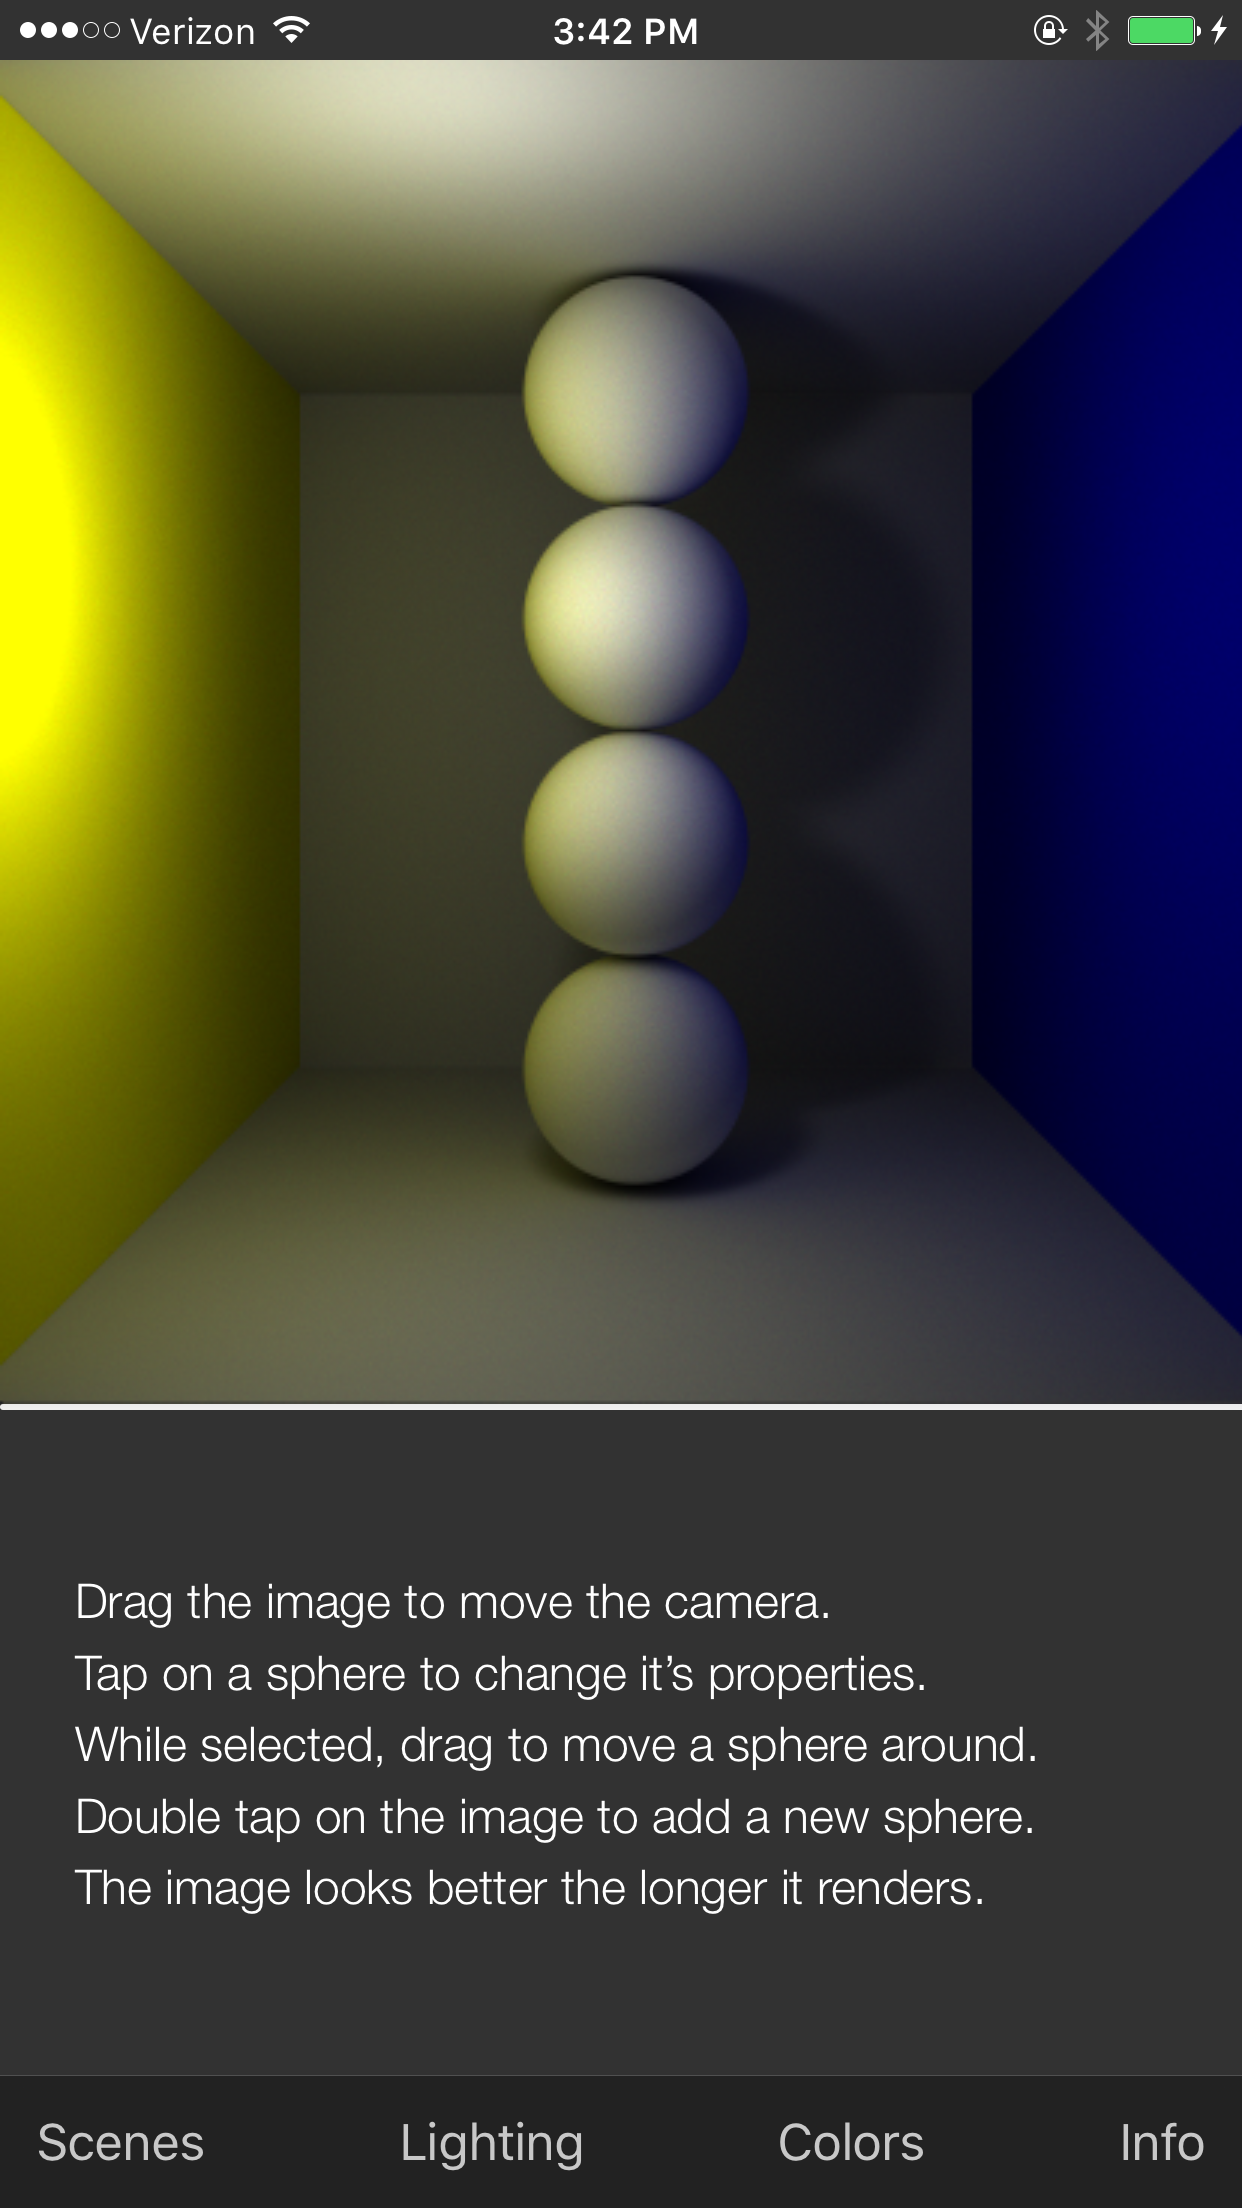 Verizon 3:42 PM
Drag the image to move the camera.
Tap on a sphere to change it’s properties.
While selected, drag to move a sphere around.
Double tap on the image to add a new sphere.
The image looks better the longer it renders.
Scenes Lighting Colors Info